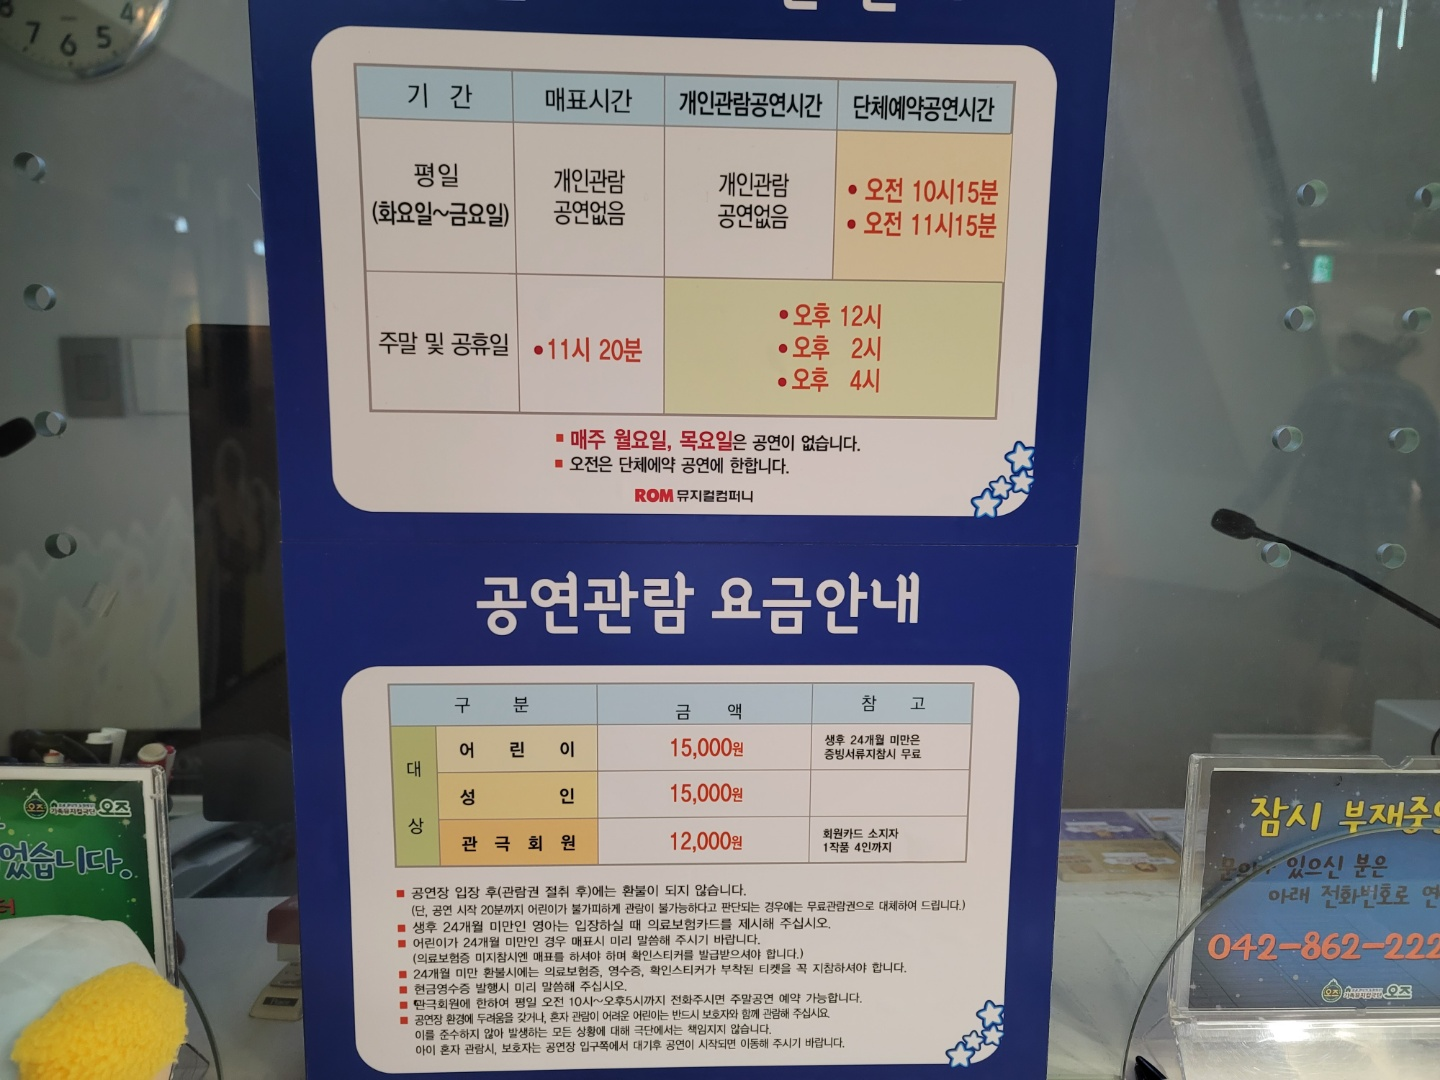 8 7 6 5 4
기 간 매표시간 개인관람공연시간 단체예약공연시간
평일
(화요일~금요일)
개인관람
공연없음
개인관람
공연없음
• 오전 10시15분
• 오전 11시15분
주말 및 공휴일
• 11시 20분
• 오후 12시
• 오후 2시
• 오후 4시
■ 매주 월요일, 목요일은 공연이 없습니다.
■ 오전은 단체예약 공연에 한합니다.
ROM 뮤지컬컴퍼니
공연관람 요금안내
구 분 금 액 참 고
대
상
어 린 이 15,000원
생후 24개월 미만은
증빙서류지참시 무료
성 인 15,000원
관 극 회 원 12,000원
회원카드 소지자
1작품 4인까지
■ 공연장 입장 후(관람권 절취 후)에는 환불이 되지 않습니다.
(단, 공연 시작 20분까지 어린이가 불가피하게 관람이 불가능하다고 판단되는 경우에는 무료관람권으로 대체하여 드립니다.)
■ 생후 24개월 미만인 영아는 입장하실 때 의료보험카드를 제시해 주십시오.
■ 어린이가 24개월 미만인 경우 매표시 미리 말씀해 주시기 바랍니다.
(의료보험증 미지참시엔 매표를 하셔야 하며 확인스티커를 발급받으셔야 합니다.)
■ 24개월 미만 환불시에는 의료보험증, 영수증, 확인스티커가 부착된 티켓을 꼭 지참하셔야 합니다.
■ 현금영수증 발행시 미리 말씀해 주십시오.
■ 관극회원에 한하여 평일 오전 10시~오후5시까지 전화주시면 주말공연 예약 가능합니다.
■ 공연장 환경에 두려움을 갖거나, 혼자 관람이 어려운 어린이는 반드시 보호자와 함께 관람해 주십시요.
이를 준수하지 않아 발생하는 모든 상황에 대해 극단에서는 책임지지 않습니다.
아이 혼자 관람시, 보호자는 공연장 입구쪽에서 대기후 공연이 시작되면 이동해 주시기 바랍니다.
오즈 가족뮤지컬극단 오즈
었습니다.
터
잠시 부재중
문의 있으신 분은
아래 전화번호로 연
042-862-222
오즈 가족뮤지컬극단 오즈